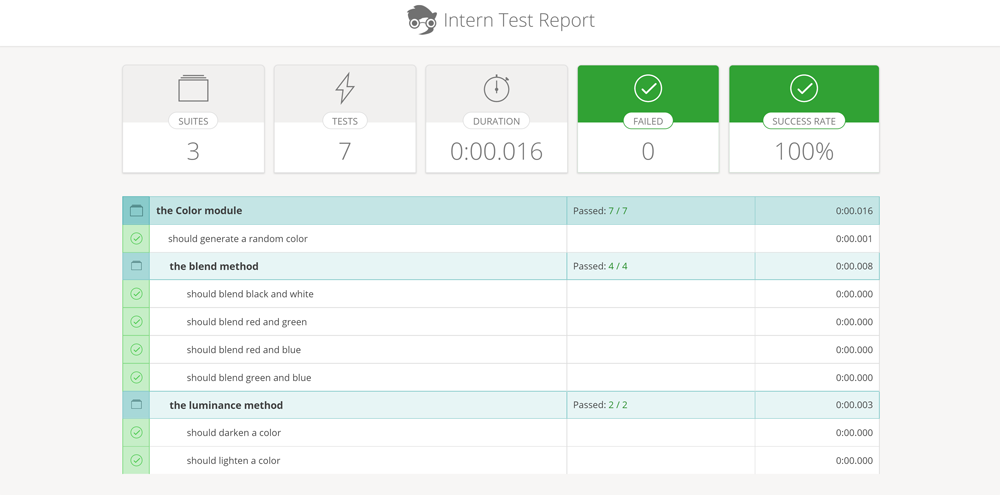 Intern Test Report
SUITES TESTS DURATION FAILED SUCCESS RATE
3 7 0:00.016 0 100%
the Color module Passed: 7 / 7 0:00.016
should generate a random color 0:00.001
the blend method Passed: 4 / 4 0:00.008
should blend black and white 0:00.000
should blend red and green 0:00.000
should blend red and blue 0:00.000
should blend green and blue 0:00.000
the luminance method Passed: 2 / 2 0:00.003
should darken a color 0:00.000
should lighten a color 0:00.000